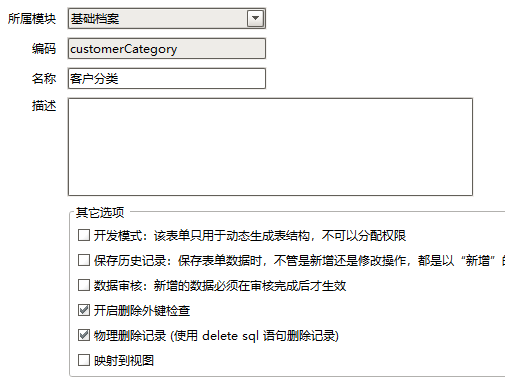 所属模块 基础档案
编码 customerCategory
名称 客户分类
描述
其它选项
开发模式：该表单只用于动态生成表结构，不可以分配权限
保存历史记录：保存表单数据时，不管是新增还是修改操作，都是以“新增”的
数据审核：新增的数据必须在审核完成后才生效
开启删除外键检查
物理删除记录 (使用 delete sql 语句删除记录)
映射到视图